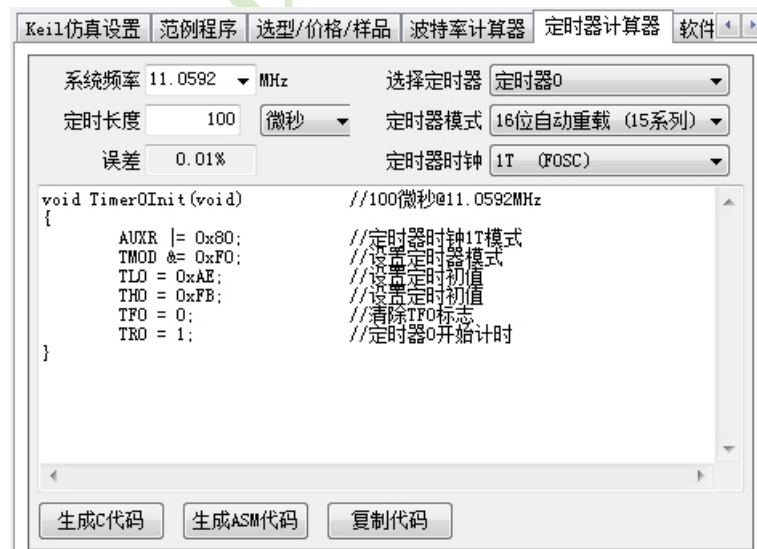 Keil仿真设置 范例程序 选型/价格/样品 波特率计算器 定时器计算器 软件
系统频率 11.0592 MHz 选择定时器 定时器0
定时长度 100 微秒 定时器模式 16位自动重载 (15系列)
误差 0.01% 定时器时钟 1T (FOSC)
void Timer0Init(void) //100微秒@11.0592MHz
{
AUXR |= 0x80; //定时器时钟1T模式
TMOD &= 0xF0; //设置定时器模式
TL0 = 0xAE; //设置定时初值
TH0 = 0xFB; //设置定时初值
TF0 = 0; //清除TF0标志
TR0 = 1; //定时器0开始计时
}
生成C代码 生成ASM代码 复制代码